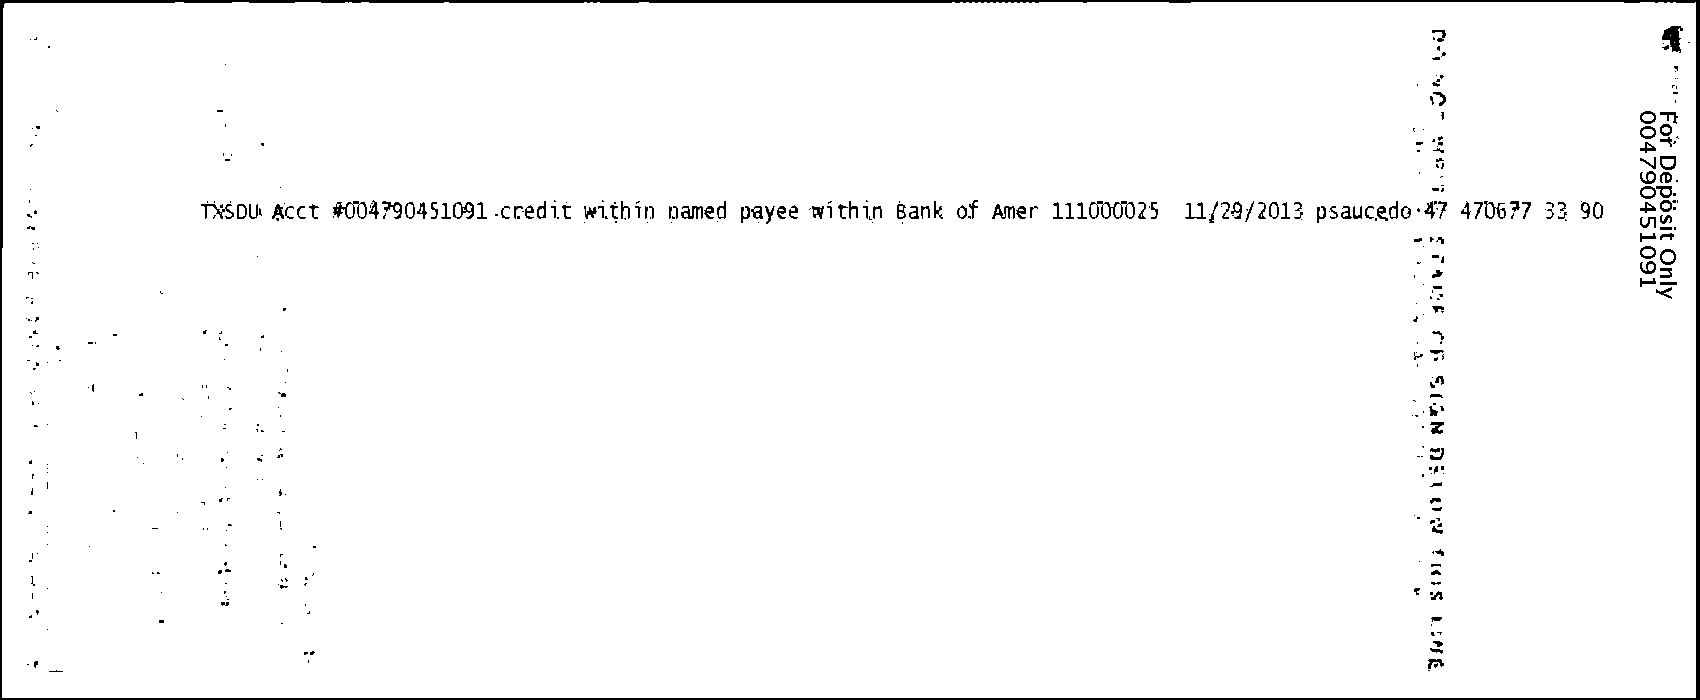 TXSDU Acct #004790451091 credit within named payee within Bank of Amer 111000025 11/29/2013 psaucedo 47 470677 33 90
DO NOT WRITE STAMP OR SIGN BELOW THIS LINE
For Deposit Only
004790451091